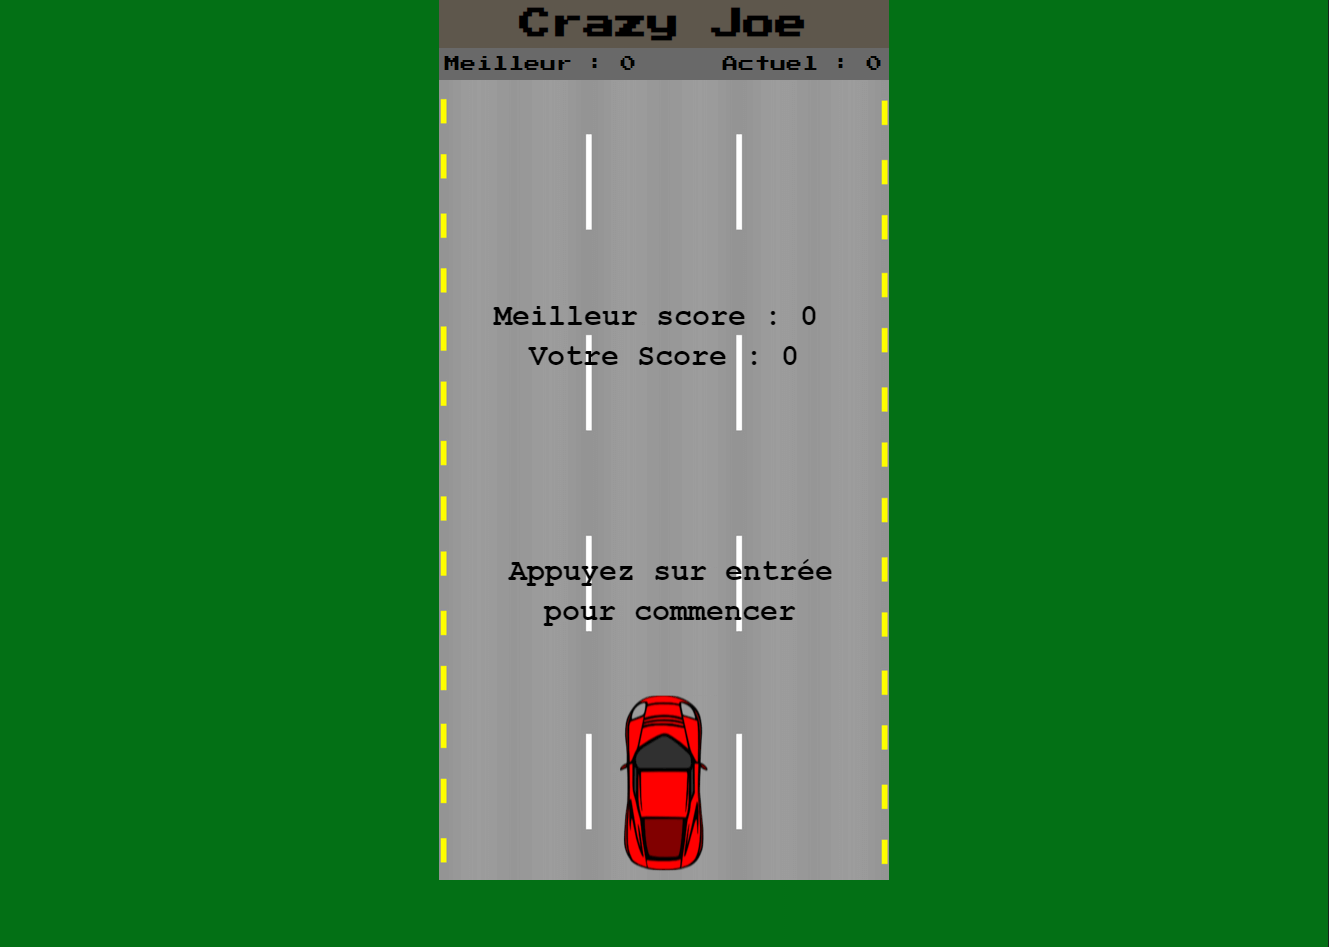 Crazy Joe
Meilleur : 0 Actuel : 0
Meilleur score : 0
Votre Score : 0
Appuyez sur entrée
pour commencer